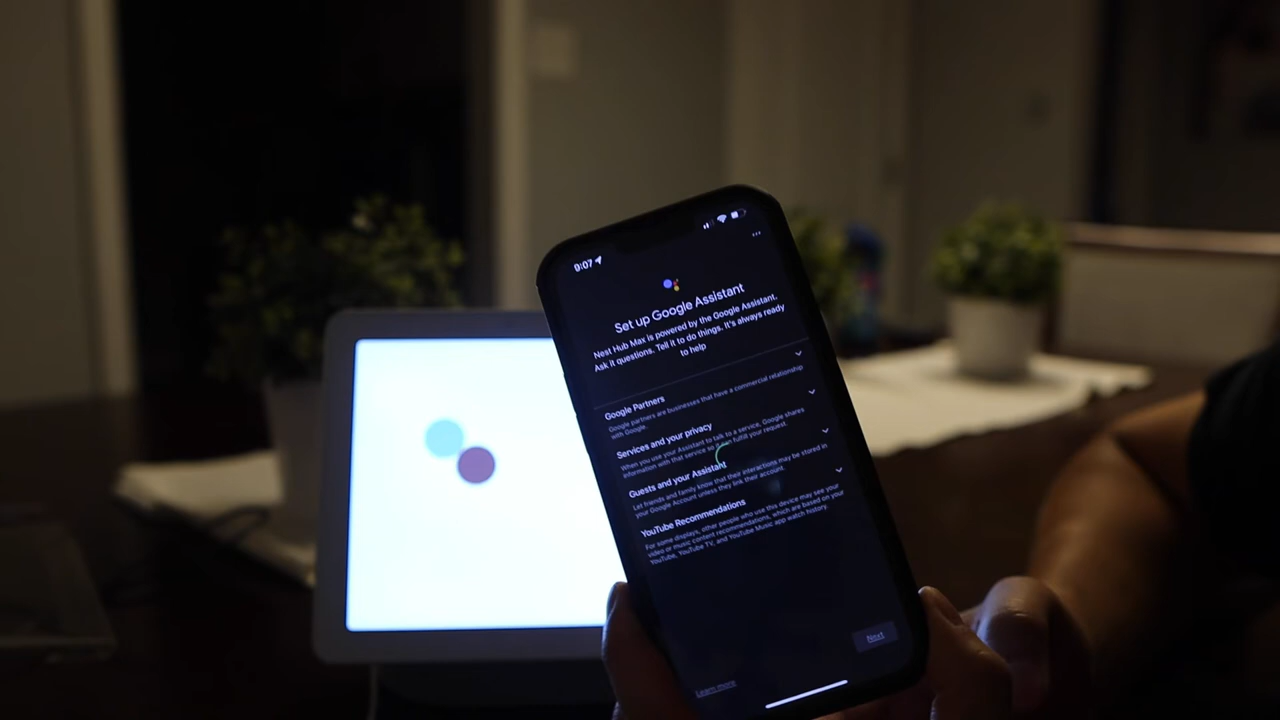 9:07
Set up Google Assistant
Nest Hub Max is powered by the Google Assistant.
Ask it questions. Tell it to do things. It's always ready
to help
Google Partners
Google partners are businesses that have a commercial relationship
with Google.
Services and your privacy
When you use your Assistant to talk to a service, Google shares
information with that service so it can fulfill your request.
Guests and your Assistant
Let friends and family know that their interactions may be stored in
your Google Account unless they link their account.
YouTube Recommendations
For some displays, other people who use this device may see your
video or music content recommendations, which are based on your
YouTube, YouTube TV, and YouTube Music app watch history.
Next
Learn more